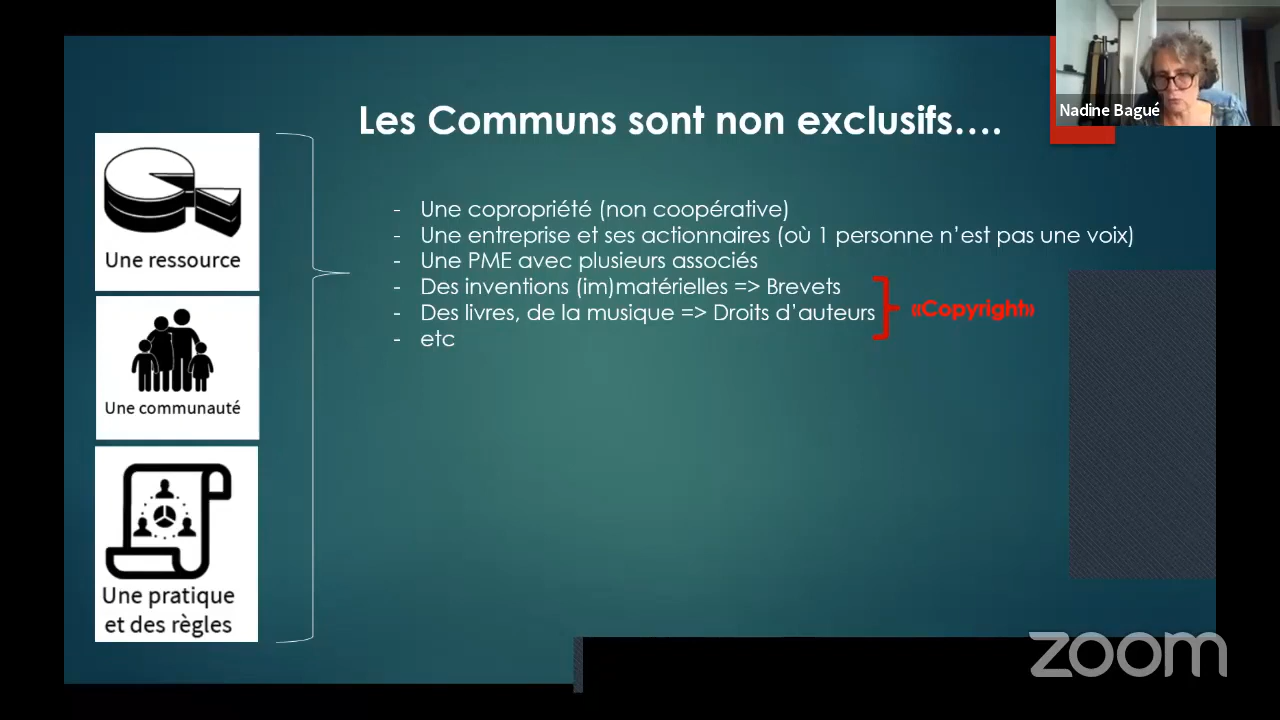 Les Communs sont non exclusifs….
Nadine Bagué
Une ressource
Une communauté
Une pratique
et des règles
- Une copropriété (non coopérative)
- Une entreprise et ses actionnaires (où 1 personne n’est pas une voix)
- Une PME avec plusieurs associés
- Des inventions (im)matérielles => Brevets
- Des livres, de la musique => Droits d’auteurs
- etc
«Copyright»
zoom